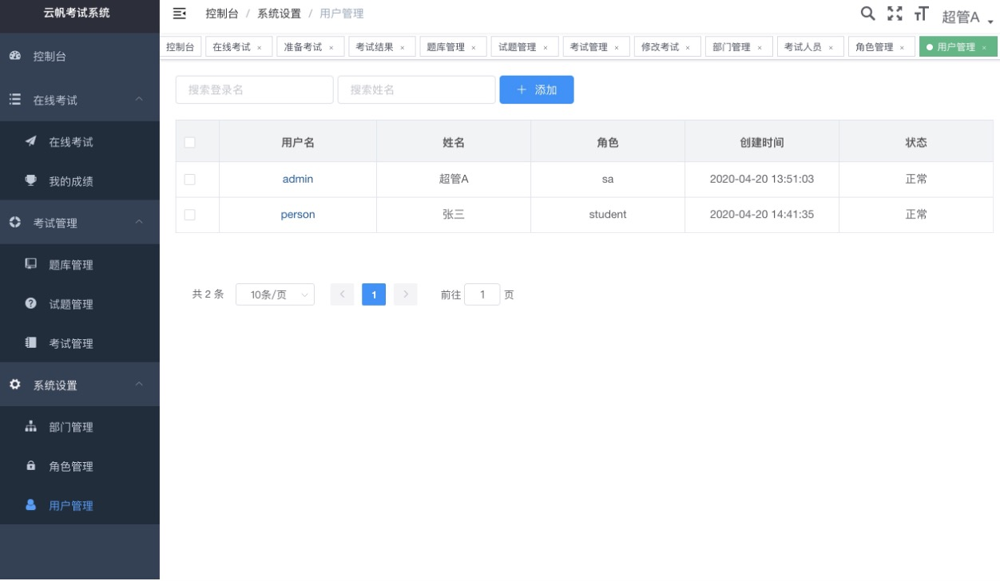 云帆考试系统
控制台 / 系统设置 / 用户管理
超管A
控制台
在线考试
在线考试
我的成绩
考试管理
题库管理
试题管理
考试管理
系统设置
部门管理
角色管理
用户管理
控制台 在线考试 × 准备考试 × 考试结果 × 题库管理 × 试题管理 × 考试管理 × 修改考试 × 部门管理 × 考试人员 × 角色管理 × 用户管理 ×
搜索登录名 搜索姓名 + 添加
用户名 姓名 角色 创建时间 状态
admin 超管A sa 2020-04-20 13:51:03 正常
person 张三 student 2020-04-20 14:41:35 正常
共 2 条 10条/页 < 1 > 前往 1 页